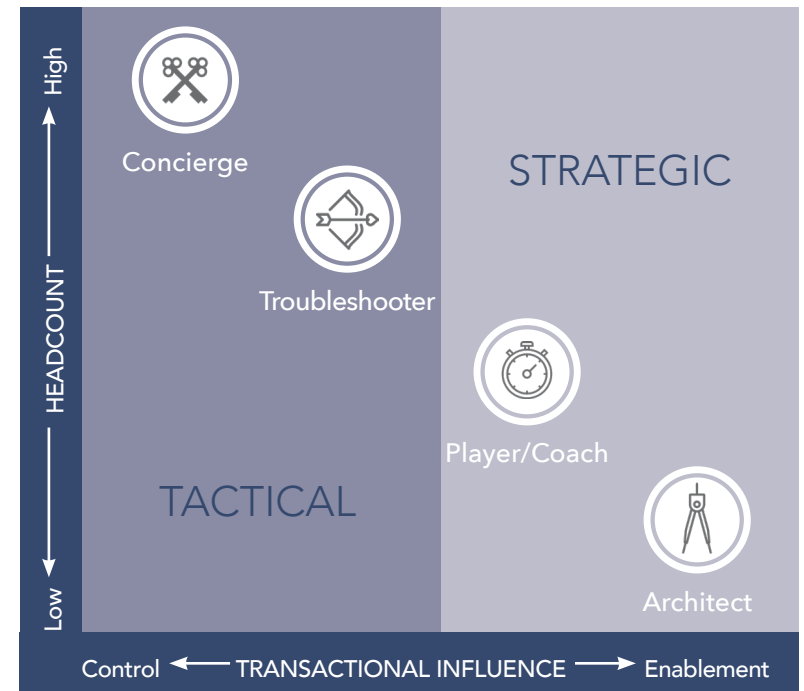 High
HEADCOUNT
Low
Concierge
STRATEGIC
Troubleshooter
Player/Coach
TACTICAL
Architect
Control
TRANSACTIONAL INFLUENCE
Enablement